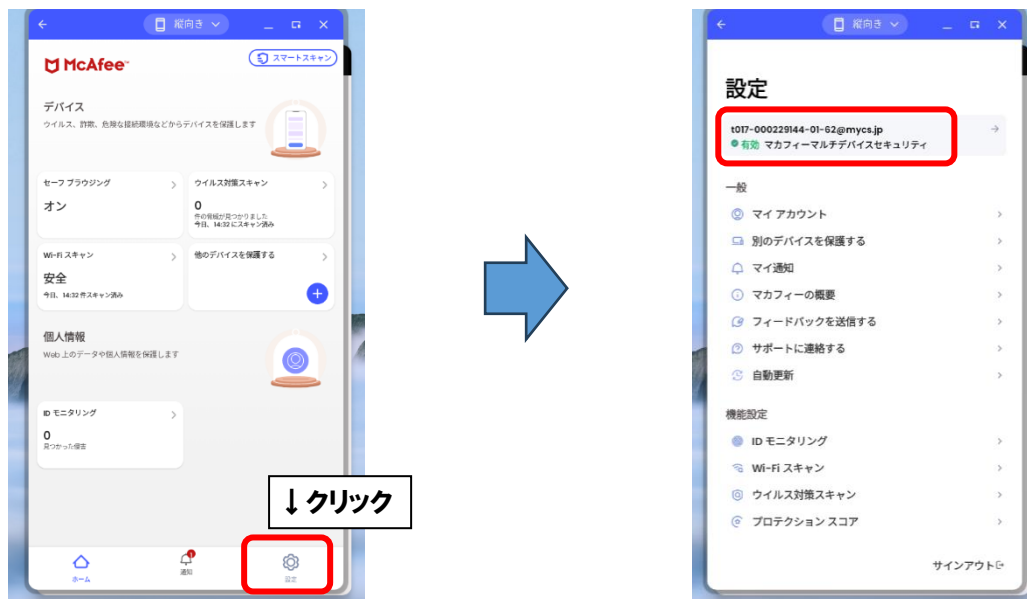 縦向き
McAfee™
スマートスキャン
デバイス
ウイルス、詐欺、危険な接続環境などからデバイスを保護します
セーフ ブラウジング
オン
ウイルス対策スキャン
0
件の脅威が見つかりました
今日、14:32 にスキャン済み
Wi-Fi スキャン
安全
今日、14:32 件スキャン済み
他のデバイスを保護する
個人情報
Web 上のデータや個人情報を保護します
ID モニタリング
0
見つかった侵害
↓クリック
ホーム
1
通知
設定
縦向き
設定
t017-000229144-01-62@mycs.jp
有効 マカフィーマルチデバイスセキュリティ
一般
マイ アカウント
別のデバイスを保護する
マイ通知
マカフィーの概要
フィードバックを送信する
サポートに連絡する
自動更新
機能設定
ID モニタリング
Wi-Fi スキャン
ウイルス対策スキャン
プロテクション スコア
サインアウト